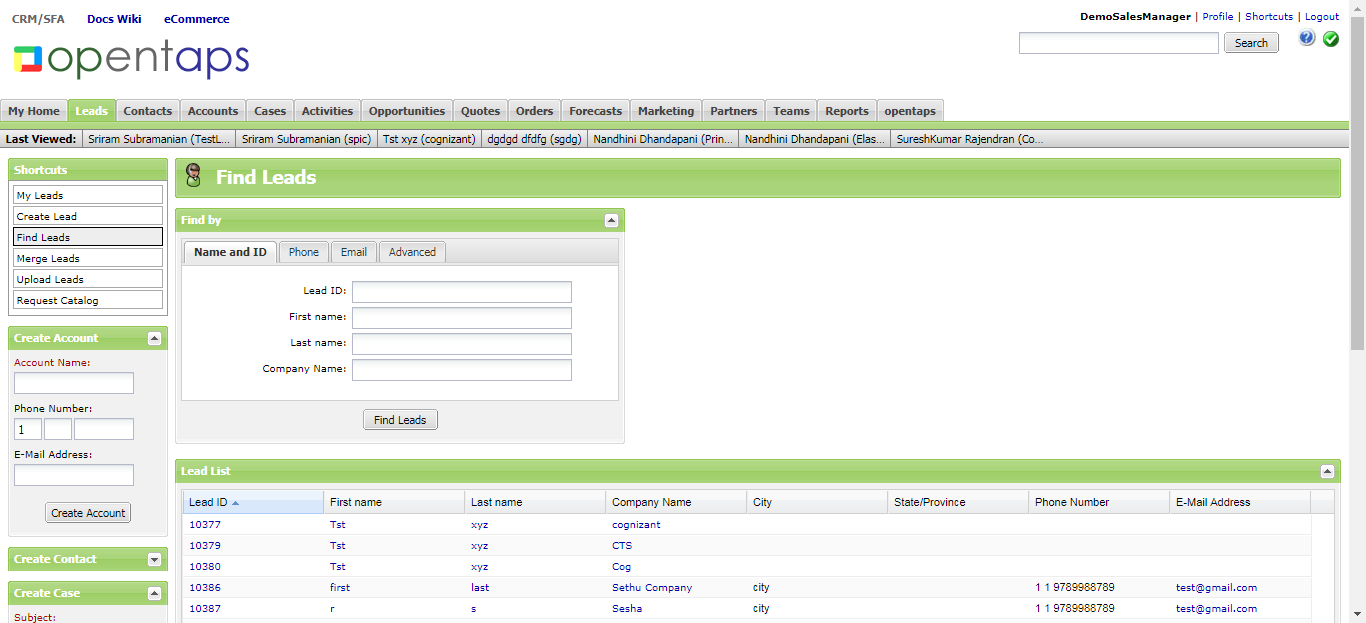 CRM/SFA Docs Wiki eCommerce
DemoSalesManager | Profile | Shortcuts | Logout
opentaps
Search
My Home Leads Contacts Accounts Cases Activities Opportunities Quotes Orders Forecasts Marketing Partners Teams Reports opentaps
Last Viewed: Sriram Subramanian (TestL... Sriram Subramanian (spic) Tst xyz (cognizant) dgdgd dfdfg (sgdg) Nandhini Dhandapani (Prin... Nandhini Dhandapani (Elas... SureshKumar Rajendran (Co...
Shortcuts
My Leads
Create Lead
Find Leads
Merge Leads
Upload Leads
Request Catalog
Create Account
Account Name:
Phone Number:
1
E-Mail Address:
Create Account
Create Contact
Create Case
Subject:
Find Leads
Find by
Name and ID Phone Email Advanced
Lead ID:
First name:
Last name:
Company Name:
Find Leads
Lead List
Lead ID First name Last name Company Name City State/Province Phone Number E-Mail Address
10377 Tst xyz cognizant
10379 Tst xyz CTS
10380 Tst xyz Cog
10386 first last Sethu Company city 1 1 9789988789 test@gmail.com
10387 r s Sesha city 1 1 9789988789 test@gmail.com